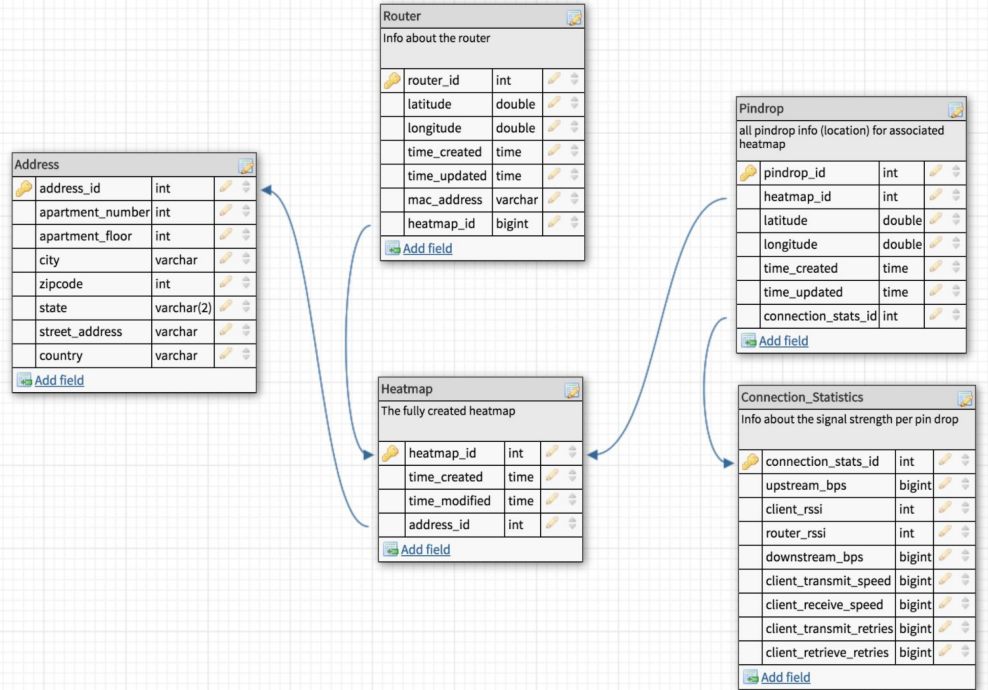 Router
Info about the router
router_id int
latitude double
longitude double
time_created time
time_updated time
mac_address varchar
heatmap_id bigint
Add field
Pindrop
all pindrop info (location) for associated
heatmap
pindrop_id int
heatmap_id int
latitude double
longitude double
time_created time
time_updated time
connection_stats_id int
Add field
Address
address_id int
apartment_number int
apartment_floor int
city varchar
zipcode int
state varchar(2)
street_address varchar
country varchar
Add field
Heatmap
The fully created heatmap
heatmap_id int
time_created time
time_modified time
address_id int
Add field
Connection_Statistics
Info about the signal strength per pin drop
connection_stats_id int
upstream_bps bigint
client_rssi int
router_rssi int
downstream_bps bigint
client_transmit_speed bigint
client_receive_speed bigint
client_transmit_retries bigint
client_retrieve_retries bigint
Add field